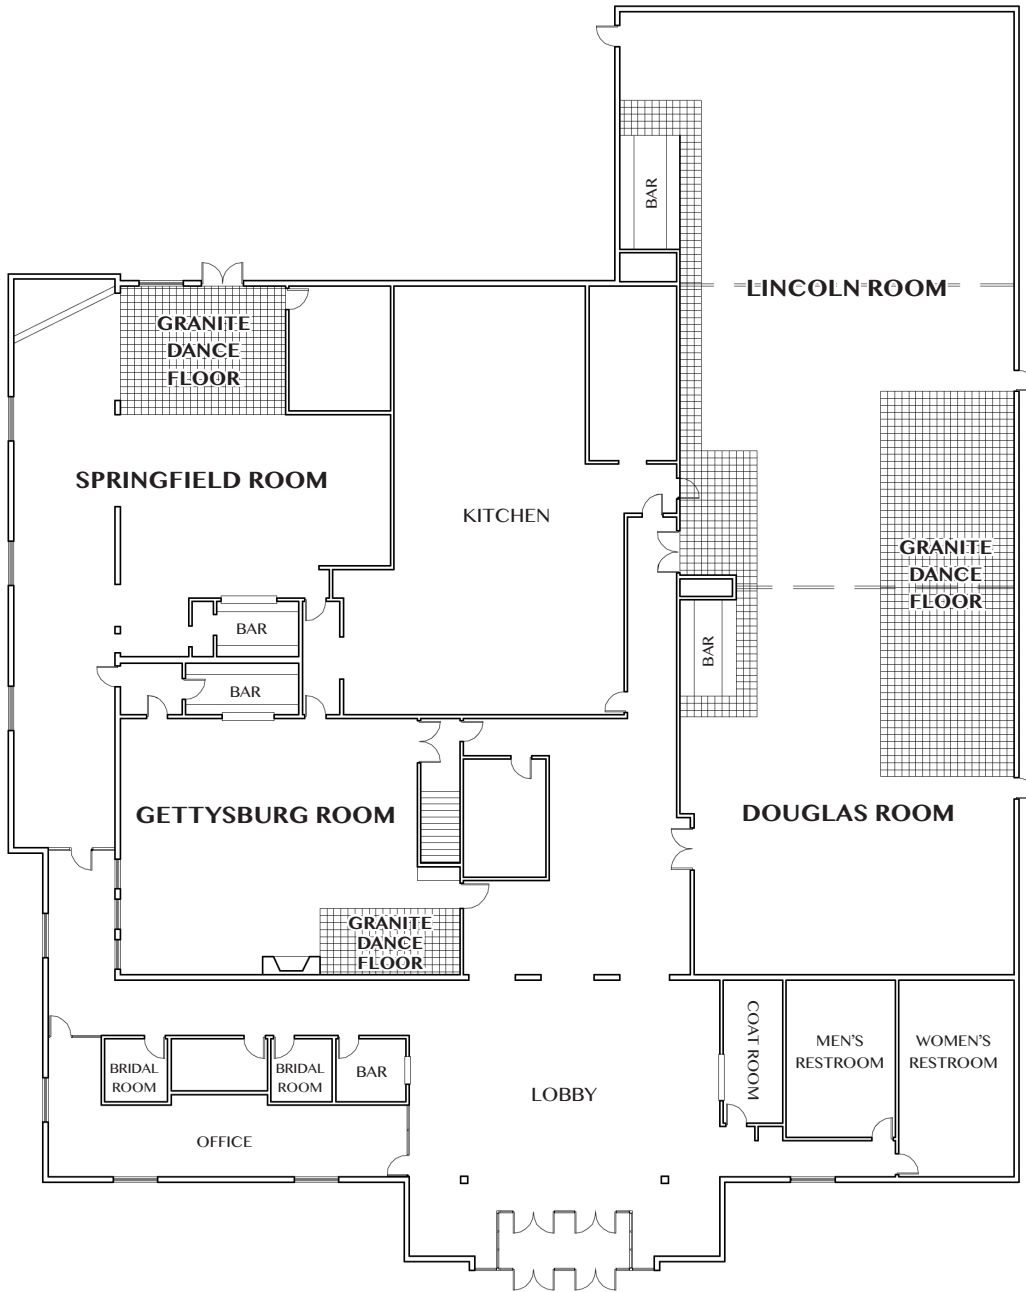 BAR
LINCOLN ROOM
GRANITE
DANCE
FLOOR
SPRINGFIELD ROOM
KITCHEN
GRANITE
DANCE
FLOOR
BAR
BAR
BAR
GETTYSBURG ROOM
DOUGLAS ROOM
GRANITE
DANCE
FLOOR
BRIDAL
ROOM
BRIDAL
ROOM
BAR
LOBBY
COAT ROOM
MEN'S
RESTROOM
WOMEN'S
RESTROOM
OFFICE